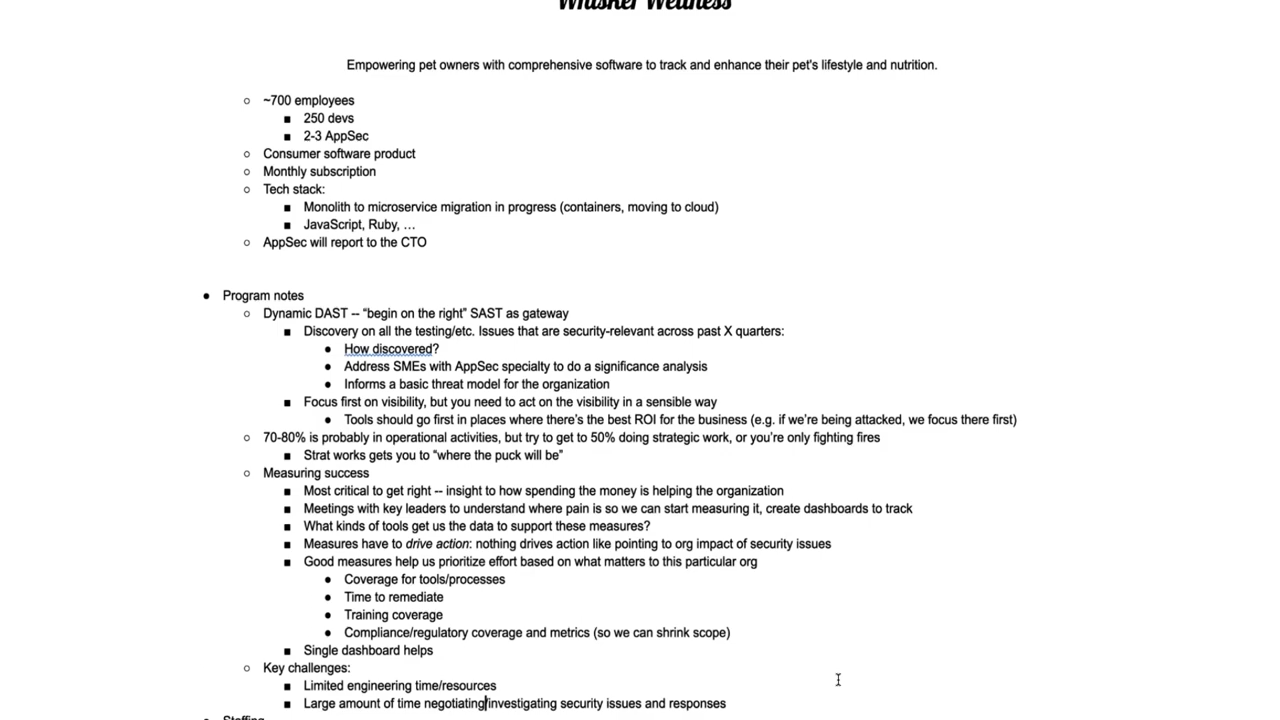 Whisker Wellness
Empowering pet owners with comprehensive software to track and enhance their pet's lifestyle and nutrition.
○ ~700 employees
■ 250 devs
■ 2-3 AppSec
○ Consumer software product
○ Monthly subscription
○ Tech stack:
■ Monolith to microservice migration in progress (containers, moving to cloud)
■ JavaScript, Ruby, …
○ AppSec will report to the CTO
● Program notes
○ Dynamic DAST -- “begin on the right” SAST as gateway
■ Discovery on all the testing/etc. Issues that are security-relevant across past X quarters:
● How discovered?
● Address SMEs with AppSec specialty to do a significance analysis
● Informs a basic threat model for the organization
■ Focus first on visibility, but you need to act on the visibility in a sensible way
● Tools should go first in places where there’s the best ROI for the business (e.g. if we’re being attacked, we focus there first)
○ 70-80% is probably in operational activities, but try to get to 50% doing strategic work, or you’re only fighting fires
■ Strat works gets you to “where the puck will be”
○ Measuring success
■ Most critical to get right -- insight to how spending the money is helping the organization
■ Meetings with key leaders to understand where pain is so we can start measuring it, create dashboards to track
■ What kinds of tools get us the data to support these measures?
■ Measures have to drive action: nothing drives action like pointing to org impact of security issues
■ Good measures help us prioritize effort based on what matters to this particular org
● Coverage for tools/processes
● Time to remediate
● Training coverage
● Compliance/regulatory coverage and metrics (so we can shrink scope)
■ Single dashboard helps
○ Key challenges:
■ Limited engineering time/resources
■ Large amount of time negotiating/investigating security issues and responses
● Staffing